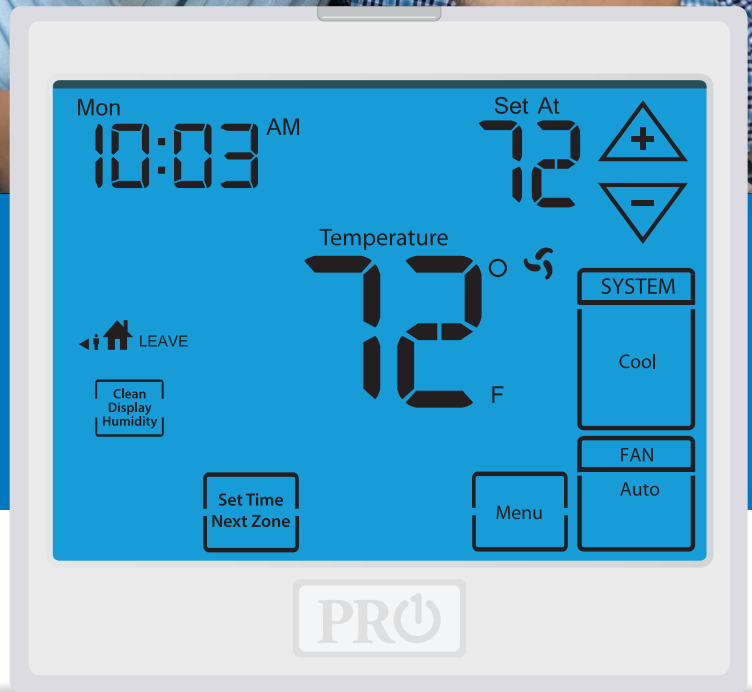 Mon
10:03 AM
Set At
72
+
−
Temperature
72°
F
SYSTEM
Cool
LEAVE
Clean
Display
Humidity
FAN
Auto
Set Time
Next Zone
Menu
PRO1